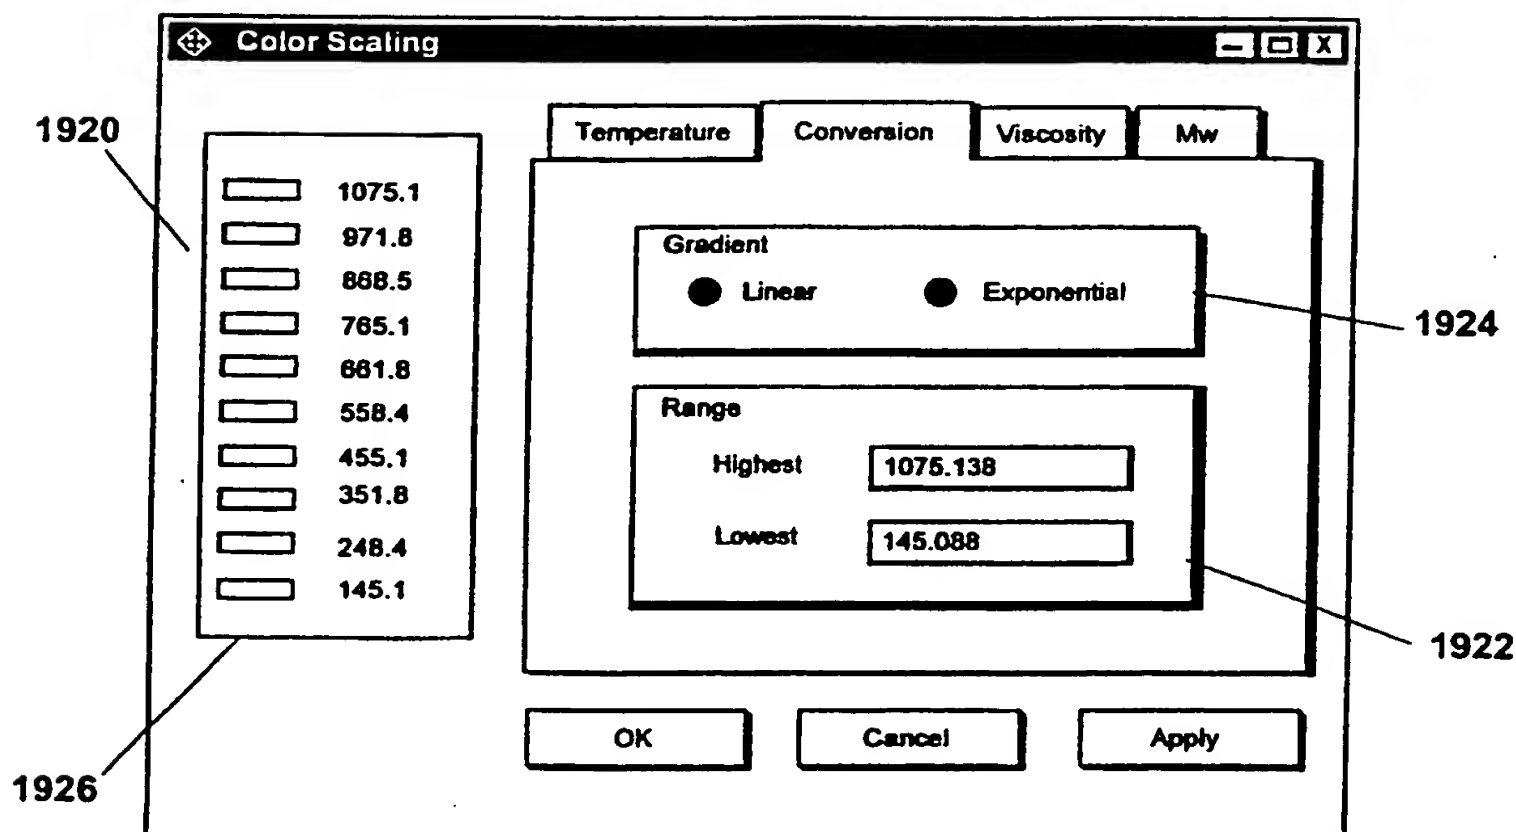 Color Scaling
X
1920
1075.1
971.8
868.5
765.1
661.8
558.4
455.1
351.8
248.4
145.1
1926
Temperature Conversion Viscosity Mw
Gradient
Linear Exponential
1924
Range
Highest 1075.138
Lowest 145.088
1922
OK Cancel Apply